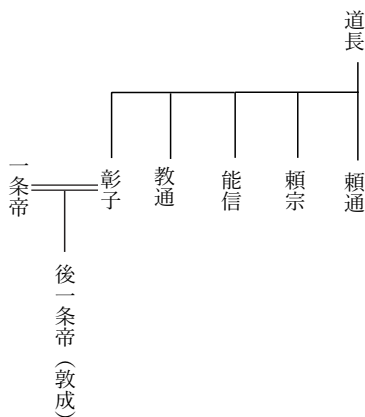 道長
頼通
頼宗
能信
教通
彰子
一条帝
後一条帝（敦成）